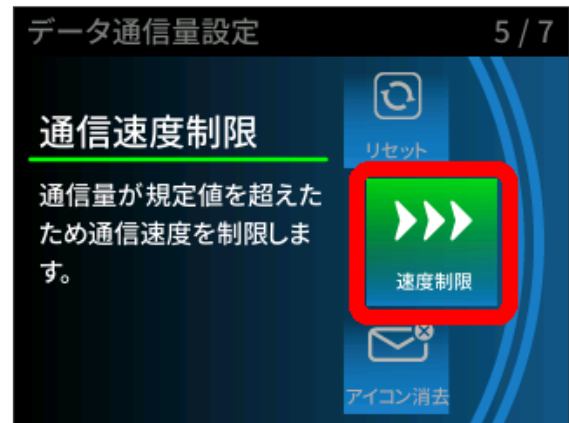 データ通信量設定
5 / 7
通信速度制限
通信量が規定値を超えた
ため通信速度を制限しま
す。
リセット
速度制限
アイコン消去